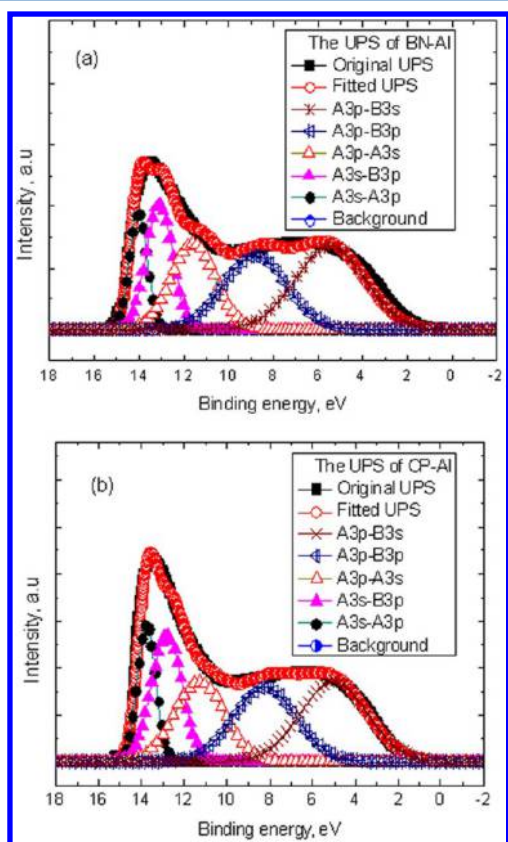 (a)
The UPS of BN-Al
Original UPS
Fitted UPS
A3p-B3s
A3p-B3p
A3p-A3s
A3s-B3p
A3s-A3p
Background
Intensity, a.u
18 16 14 12 10 8 6 4 2 0 -2
Binding energy, eV
(b)
The UPS of CP-Al
Original UPS
Fitted UPS
A3p-B3s
A3p-B3p
A3p-A3s
A3s-B3p
A3s-A3p
Background
Intensity, a.u
18 16 14 12 10 8 6 4 2 0 -2
Binding energy, eV